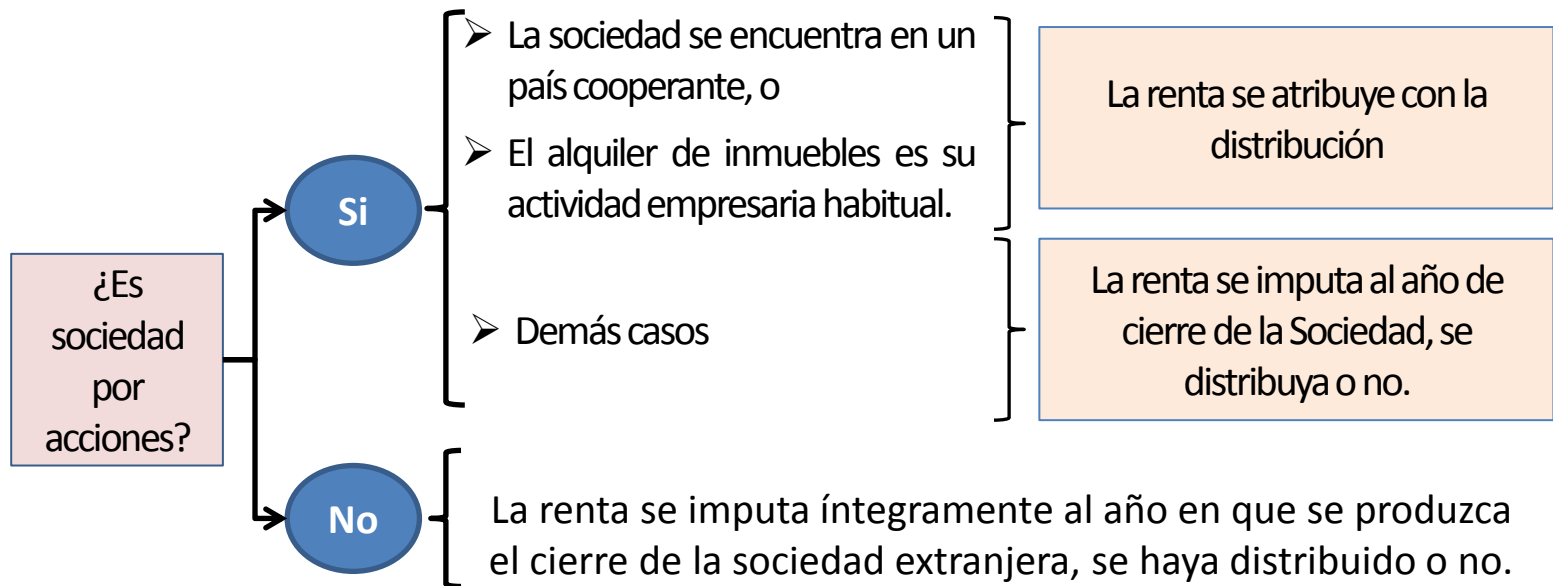 ¿Es
sociedad
por
acciones?
Si
➢ La sociedad se encuentra en un
país cooperante, o
➢ El alquiler de inmuebles es su
actividad empresaria habitual.
La renta se atribuye con la
distribución
➢ Demás casos
La renta se imputa al año de
cierre de la Sociedad, se
distribuya o no.
No
La renta se imputa íntegramente al año en que se produzca
el cierre de la sociedad extranjera, se haya distribuido o no.